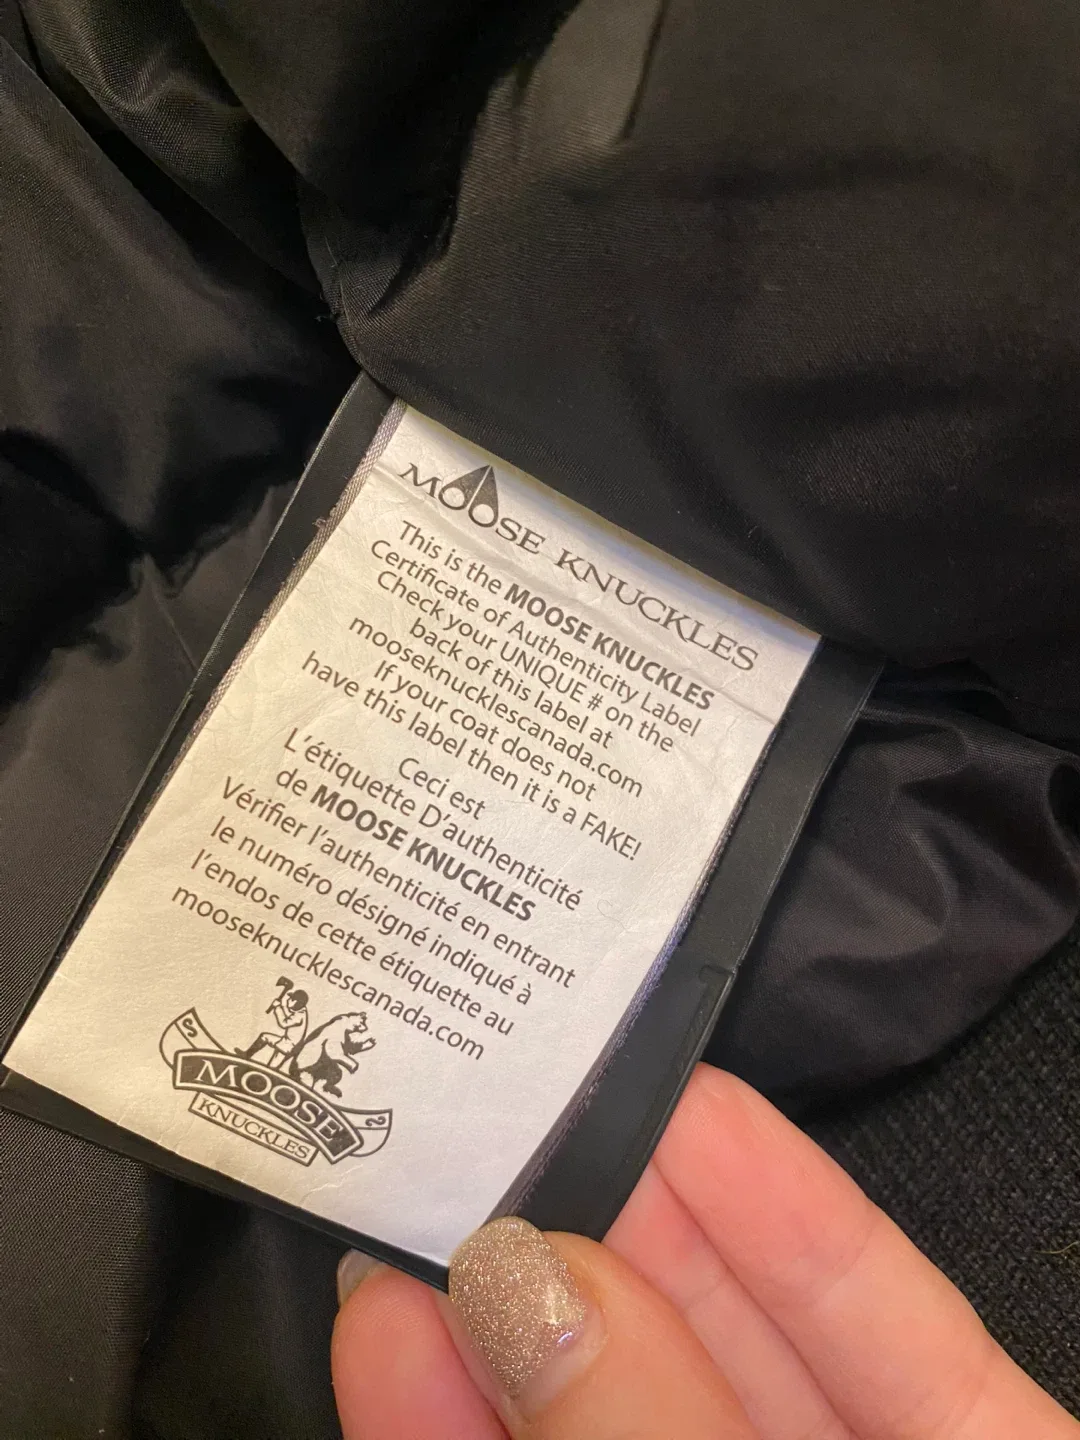 MOOSE KNUCKLES
This is the MOOSE KNUCKLES
Certificate of Authenticity Label
Check your UNIQUE # on the
back of this label at
mooseknucklescanada.com
If your coat does not
have this label then it is a FAKE!
Ceci est
L'étiquette D'authenticité
de MOOSE KNUCKLES
Vérifier l'authenticité en entrant
le numéro désigné indiqué à
l'endos de cette étiquette au
mooseknucklescanada.com
MOOSE
KNUCKLES